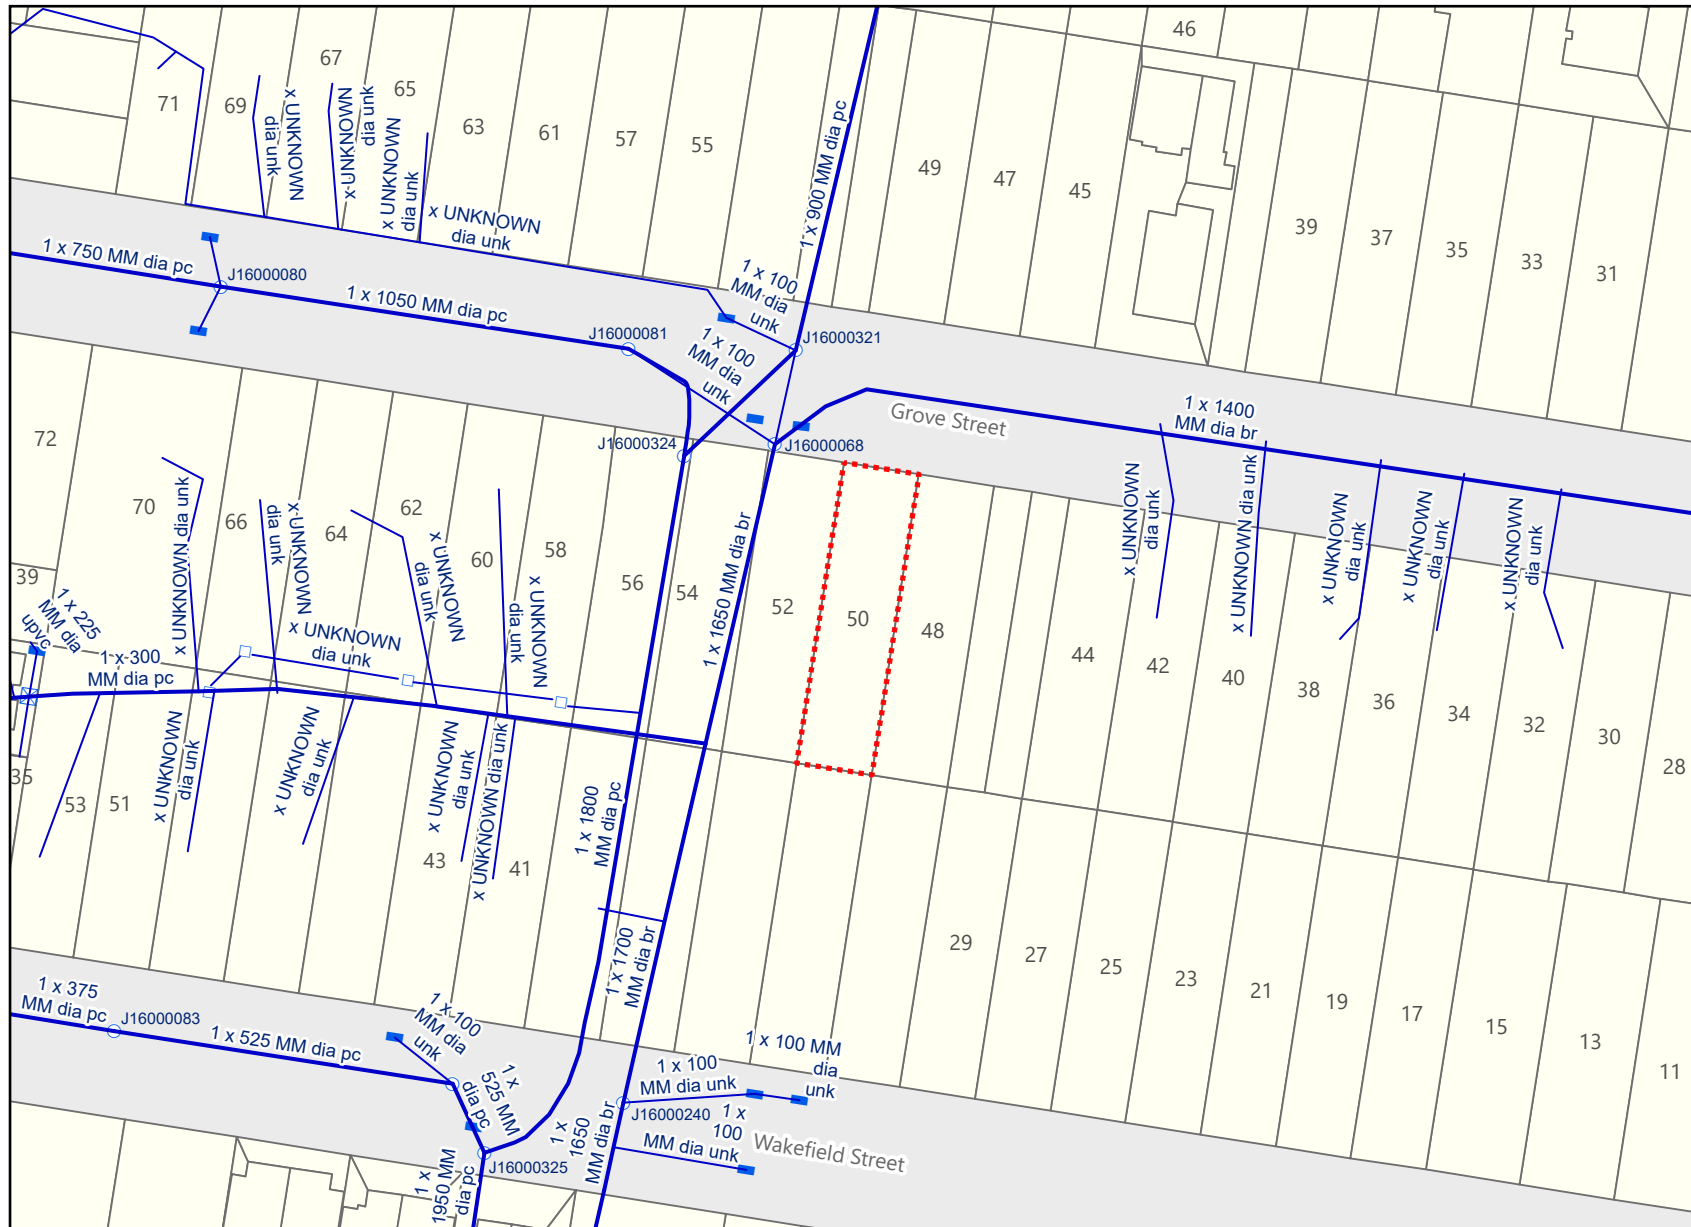 46
67
65
71
69
x UNKNOWN
dia unk
x UNKNOWN
dia unk
x UNKNOWN
dia unk
63
61
57
55
1 x 900 MM dia pc
49
47
45
39
37
35
33
31
x UNKNOWN
dia unk
1 x 750 MM dia pc
J16000080
1 x 1050 MM dia pc
J16000081
1 x 100
MM dia
unk
1 x 100
MM dia
unk
J16000321
Grove Street
1 x 1400
MM dia br
J16000324
J16000068
72
70
x UNKNOWN dia unk
66
x UNKNOWN
dia unk
64
62
x UNKNOWN
dia unk
60
58
x UNKNOWN
dia unk
56
54
1 x 1650 MM dia br
52
50
48
44
x UNKNOWN
dia unk
42
x UNKNOWN dia unk
40
x UNKNOWN
dia unk
38
x UNKNOWN
dia unk
36
34
x UNKNOWN
dia unk
32
30
28
39
1 x 225
MM dia
upvc
x UNKNOWN
dia unk
1 x 300
MM dia pc
35
53
51
x UNKNOWN
dia unk
x UNKNOWN
dia unk
x UNKNOWN
dia unk
x UNKNOWN dia unk
43
41
1 x 1800
MM dia pc
1 x 1700
MM dia br
29
27
25
23
21
19
17
15
13
11
1 x 375
MM dia pc
J16000083
1 x 525 MM dia pc
1 x 100
MM dia
unk
1 x
525 MM
dia pc
1 x
1650
MM dia br
1 x 100
MM dia unk
1 x 100 MM
dia
unk
J16000240
1 x
100
MM dia unk
Wakefield Street
J16000325
1 x
1950 MM
dia pc